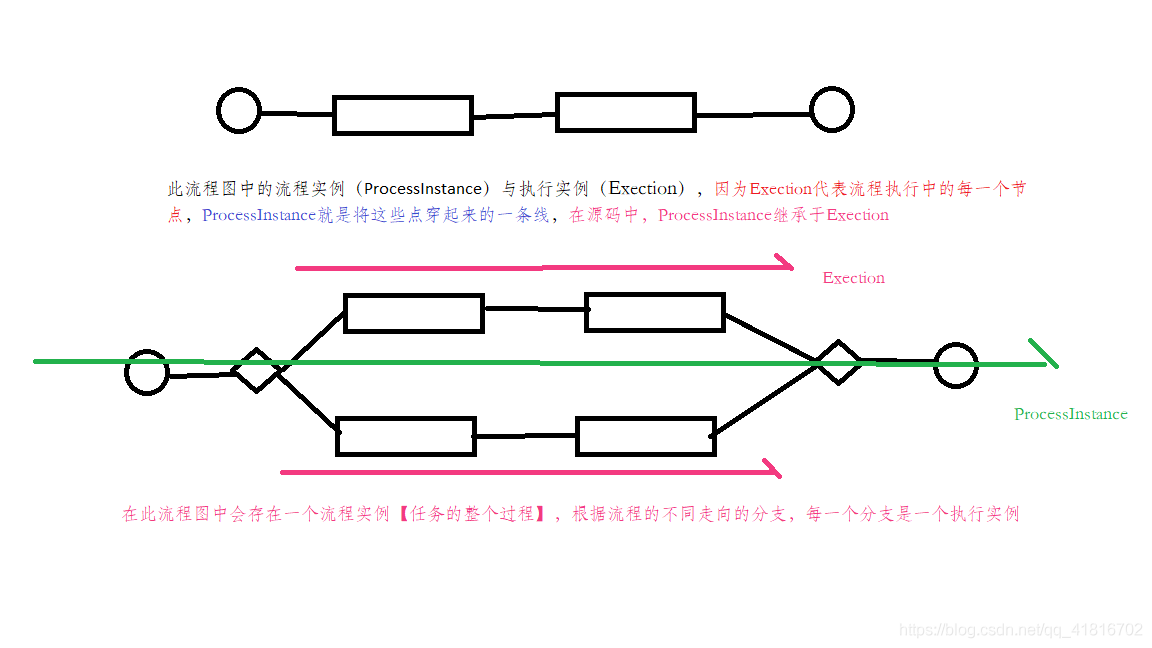 此流程图中的流程实例（ProcessInstance）与执行实例（Exection），因为Exection代表流程执行中的每一个节
点，ProcessInstance就是将这些点穿起来的一条线，在源码中，ProcessInstance继承于Exection
Exection
ProcessInstance
在此流程图中会存在一个流程实例【任务的整个过程】，根据流程的不同走向的分支，每一个分支是一个执行实例
https://blog.csdn.net/qq_41816702